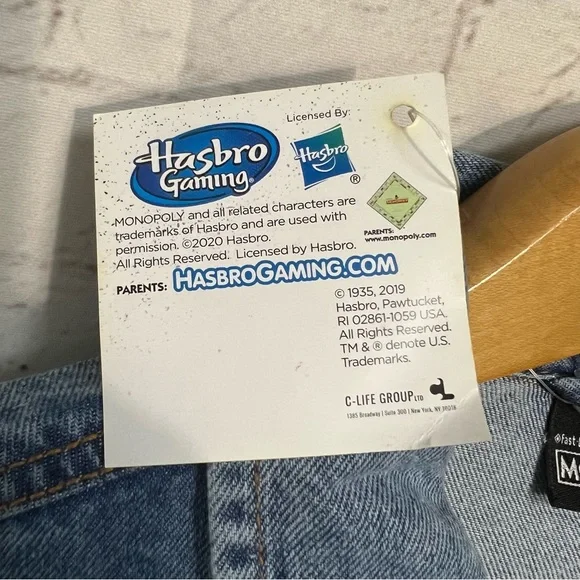 Licensed By:
Hasbro
Gaming®
Hasbro
®
MONOPOLY and all related characters are
trademarks of Hasbro and are used with
permission. ©2020 Hasbro.
All Rights Reserved. Licensed by Hasbro.
PARENTS:
www.monopoly.com
PARENTS: HASBROGAMING.COM
© 1935, 2019
Hasbro, Pawtucket,
RI 02861-1059 USA.
All Rights Reserved.
TM & ® denote U.S.
Trademarks.
C-LIFE GROUP LTD
1385 Broadway | Suite 300 | New York, NY 10018
@fast
M